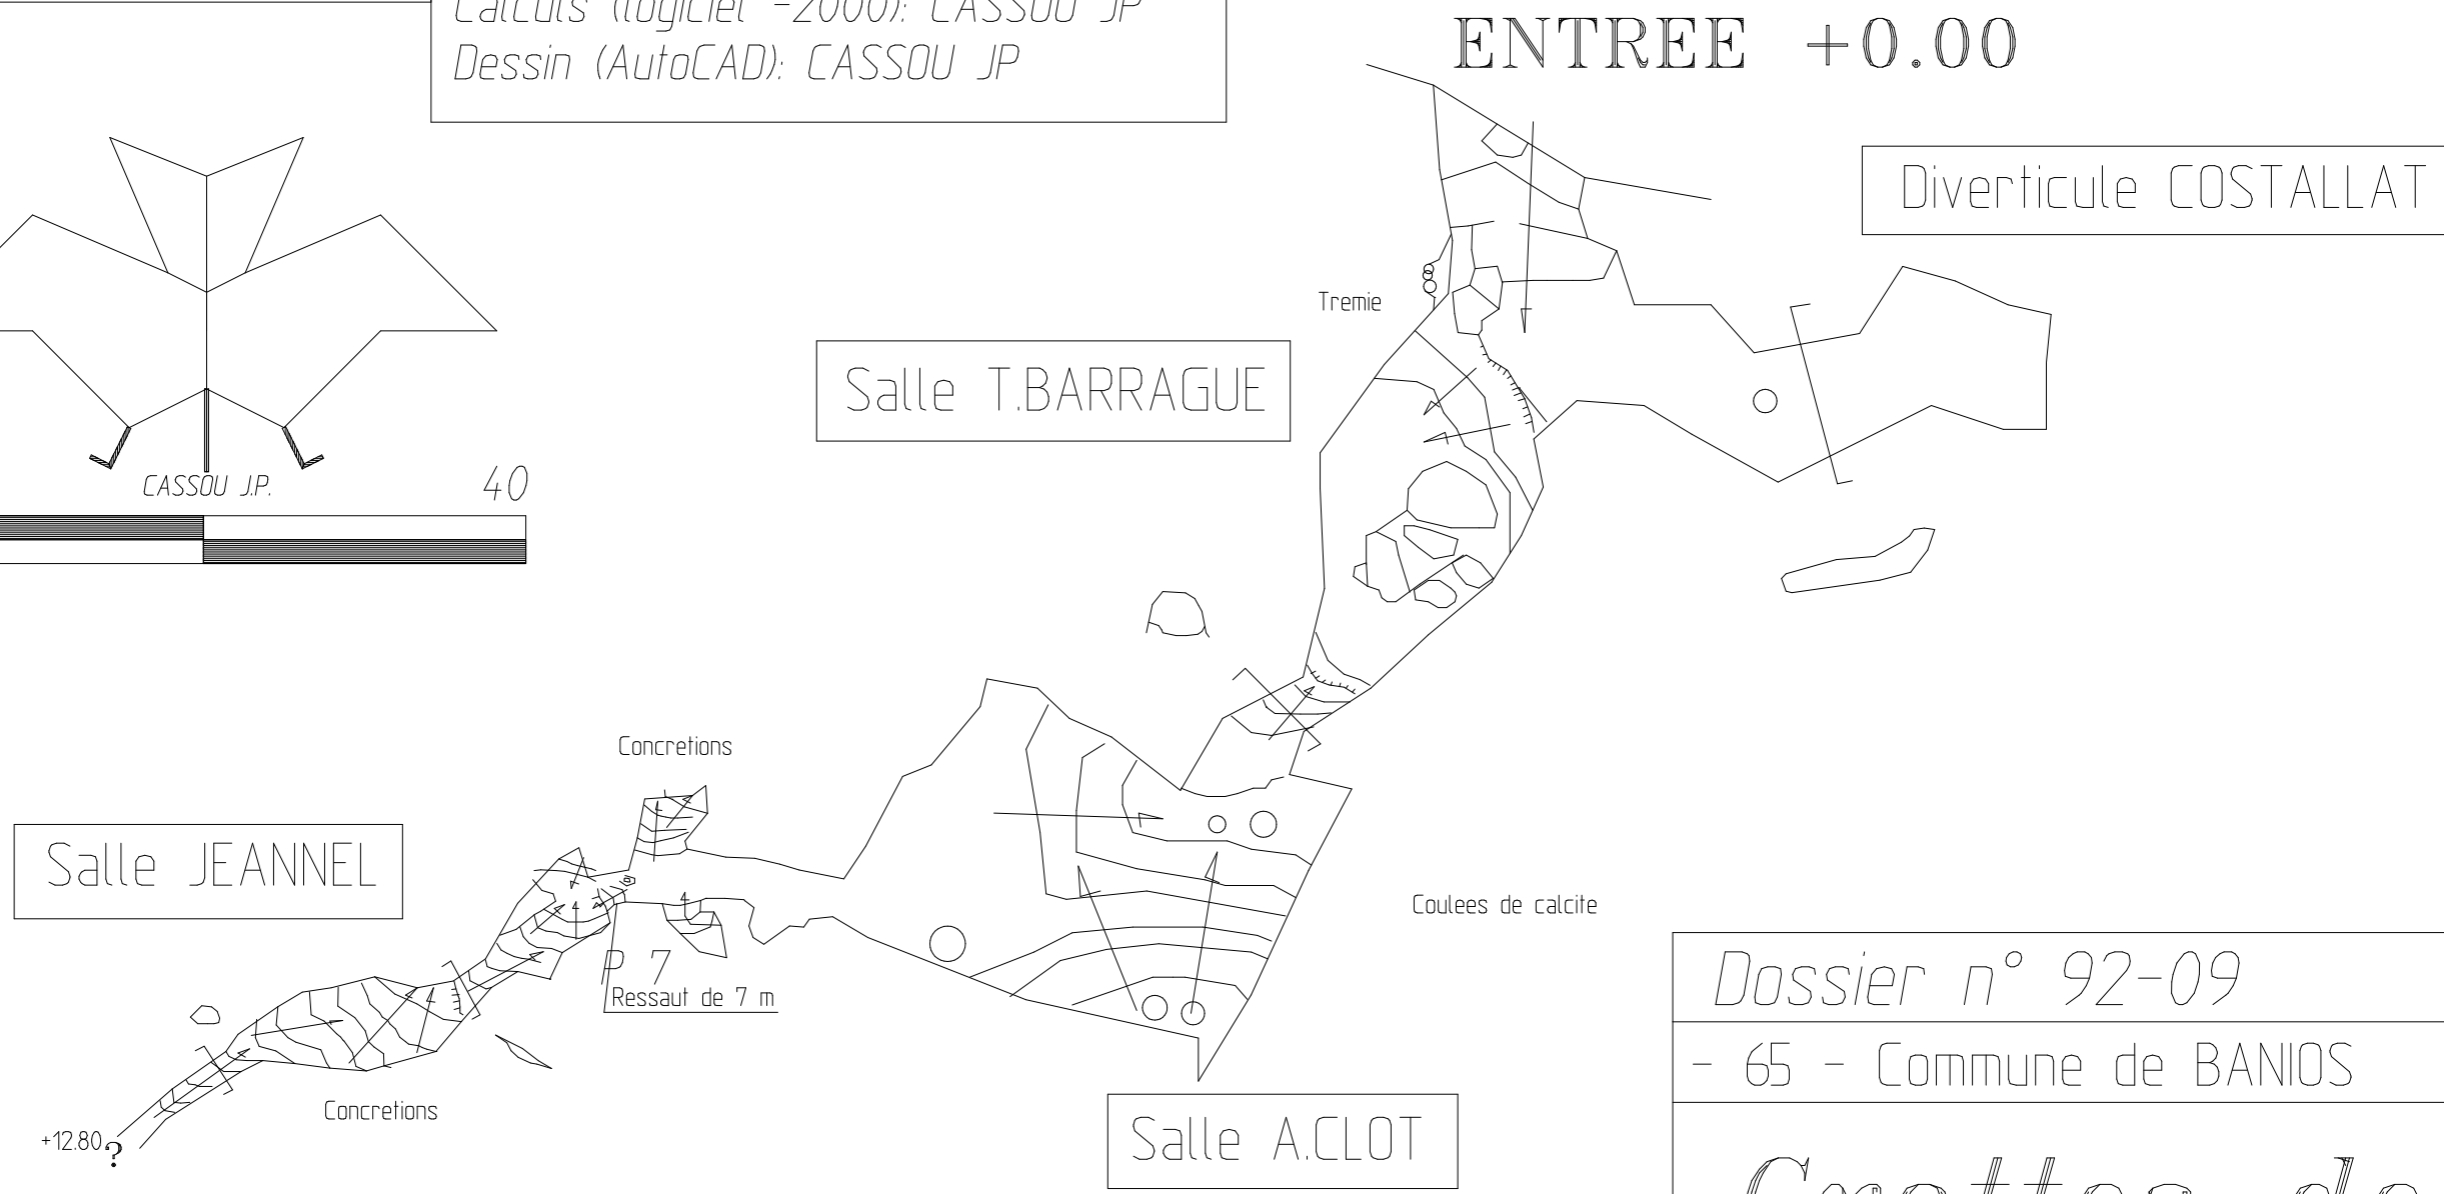 Calculs (logiciel -2000): CASSOU JP
Dessin (AutoCAD): CASSOU JP
ENTREE +0.00
Diverticule COSTALLAT
Tremie
Salle T.BARRAGUE
CASSOU J.P.
40
Concretions
Salle JEANNEL
Coulees de calcite
P 7
Ressaut de 7 m
Dossier n° 92-09
- 65 - Commune de BANIOS
Concretions
+12.80 ?
Salle A.CLOT
Grottes de